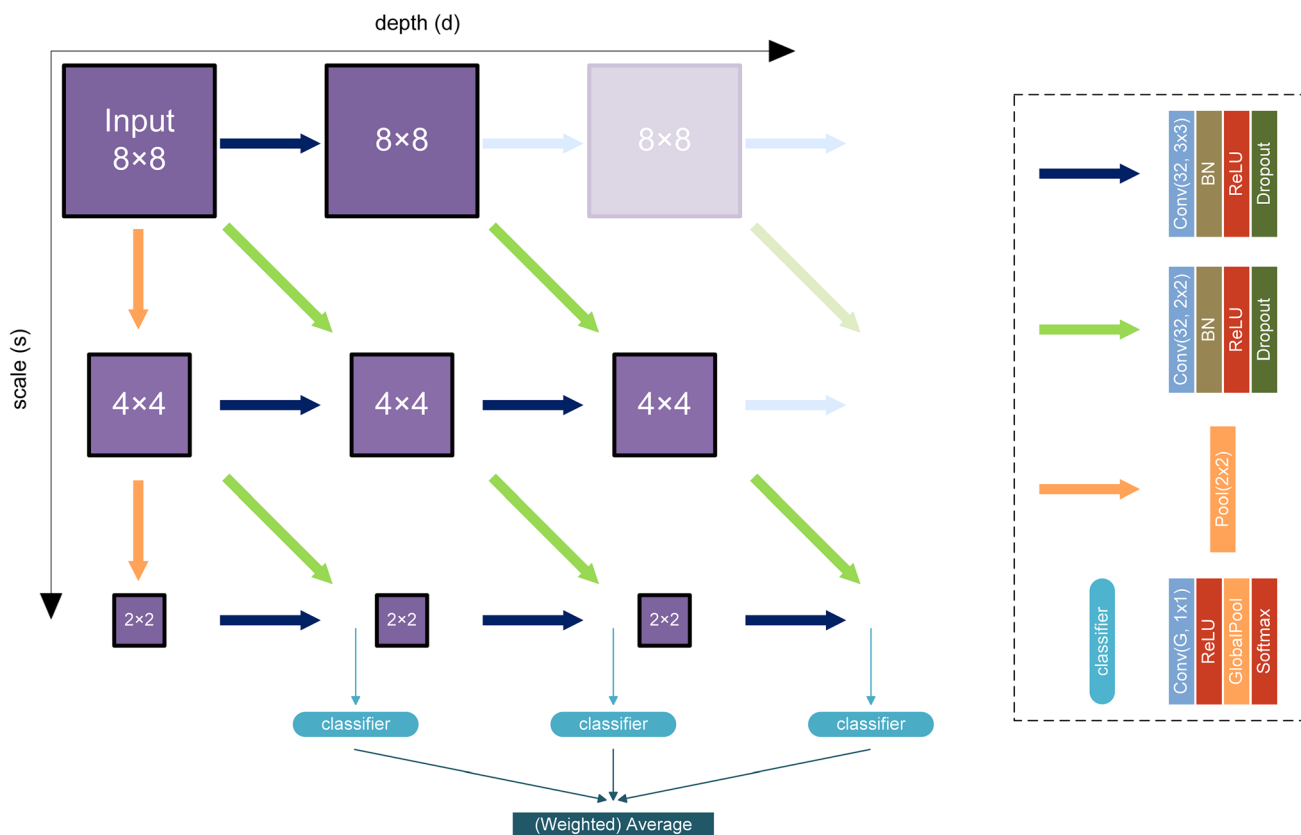 depth (d)
scale (s)
Input
8×8
8×8
8×8
4×4
4×4
4×4
2×2
2×2
2×2
classifier
classifier
classifier
(Weighted) Average
Conv(32, 3x3)
BN
ReLU
Dropout
Conv(32, 2x2)
BN
ReLU
Dropout
Pool(2x2)
classifier
Conv(G, 1x1)
ReLU
GlobalPool
Softmax